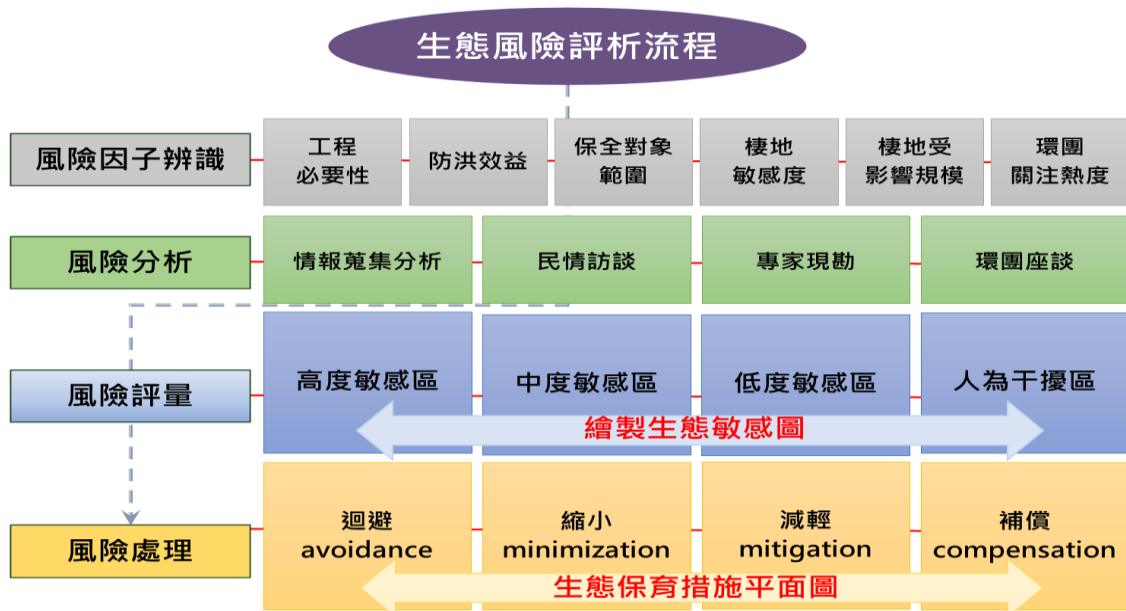 生態風險評析流程
風險因子辨識
工程
必要性
防洪效益
保全對象
範圍
棲地
敏感度
棲地受
影響規模
環團
關注熱度
風險分析
情報蒐集分析
民情訪談
專家現勘
環團座談
風險評量
高度敏感區
中度敏感區
低度敏感區
人為干擾區
繪製生態敏感圖
風險處理
迴避
avoidance
縮小
minimization
減輕
mitigation
補償
compensation
生態保育措施平面圖